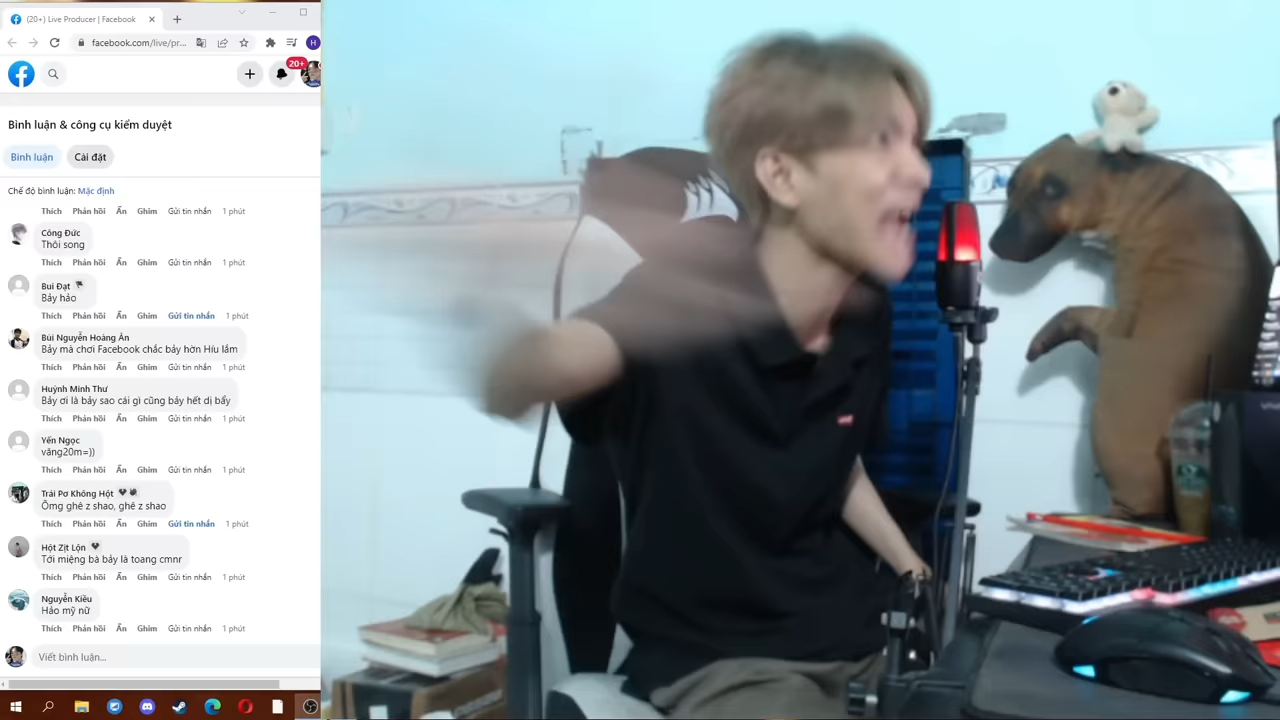 (20+) Live Producer | Facebook
facebook.com/live/pr...
H
20+
Bình luận & công cụ kiểm duyệt
Bình luận Cài đặt
Chế độ bình luận: Mặc định
Thích Phản hồi Ẩn Ghim Gửi tin nhắn 1 phút
Công Đức
Thôi song
Thích Phản hồi Ẩn Ghim Gửi tin nhắn 1 phút
Bui Đạt
Bảy hảo
Thích Phản hồi Ẩn Ghim Gửi tin nhắn 1 phút
Bùi Nguyễn Hoàng Ân
Bảy mà chơi Facebook chắc bảy hờn Híu lắm
Thích Phản hồi Ẩn Ghim Gửi tin nhắn 1 phút
Huỳnh Minh Thư
Bảy ơi là bảy sao cái gì cũng bảy hết dị bẩy
Thích Phản hồi Ẩn Ghim Gửi tin nhắn 1 phút
Yến Ngọc
vâng20m=))
Thích Phản hồi Ẩn Ghim Gửi tin nhắn 1 phút
Trái Pơ Không Hột
Ômg ghê z shao, ghê z shao
Thích Phản hồi Ẩn Ghim Gửi tin nhắn 1 phút
Hột Zịt Lộn
Tới miệng bà bảy là toang cmnr
Thích Phản hồi Ẩn Ghim Gửi tin nhắn 1 phút
Nguyễn Kiều
Hảo mỹ nữ
Thích Phản hồi Ẩn Ghim Gửi tin nhắn 1 phút
Viết bình luận...